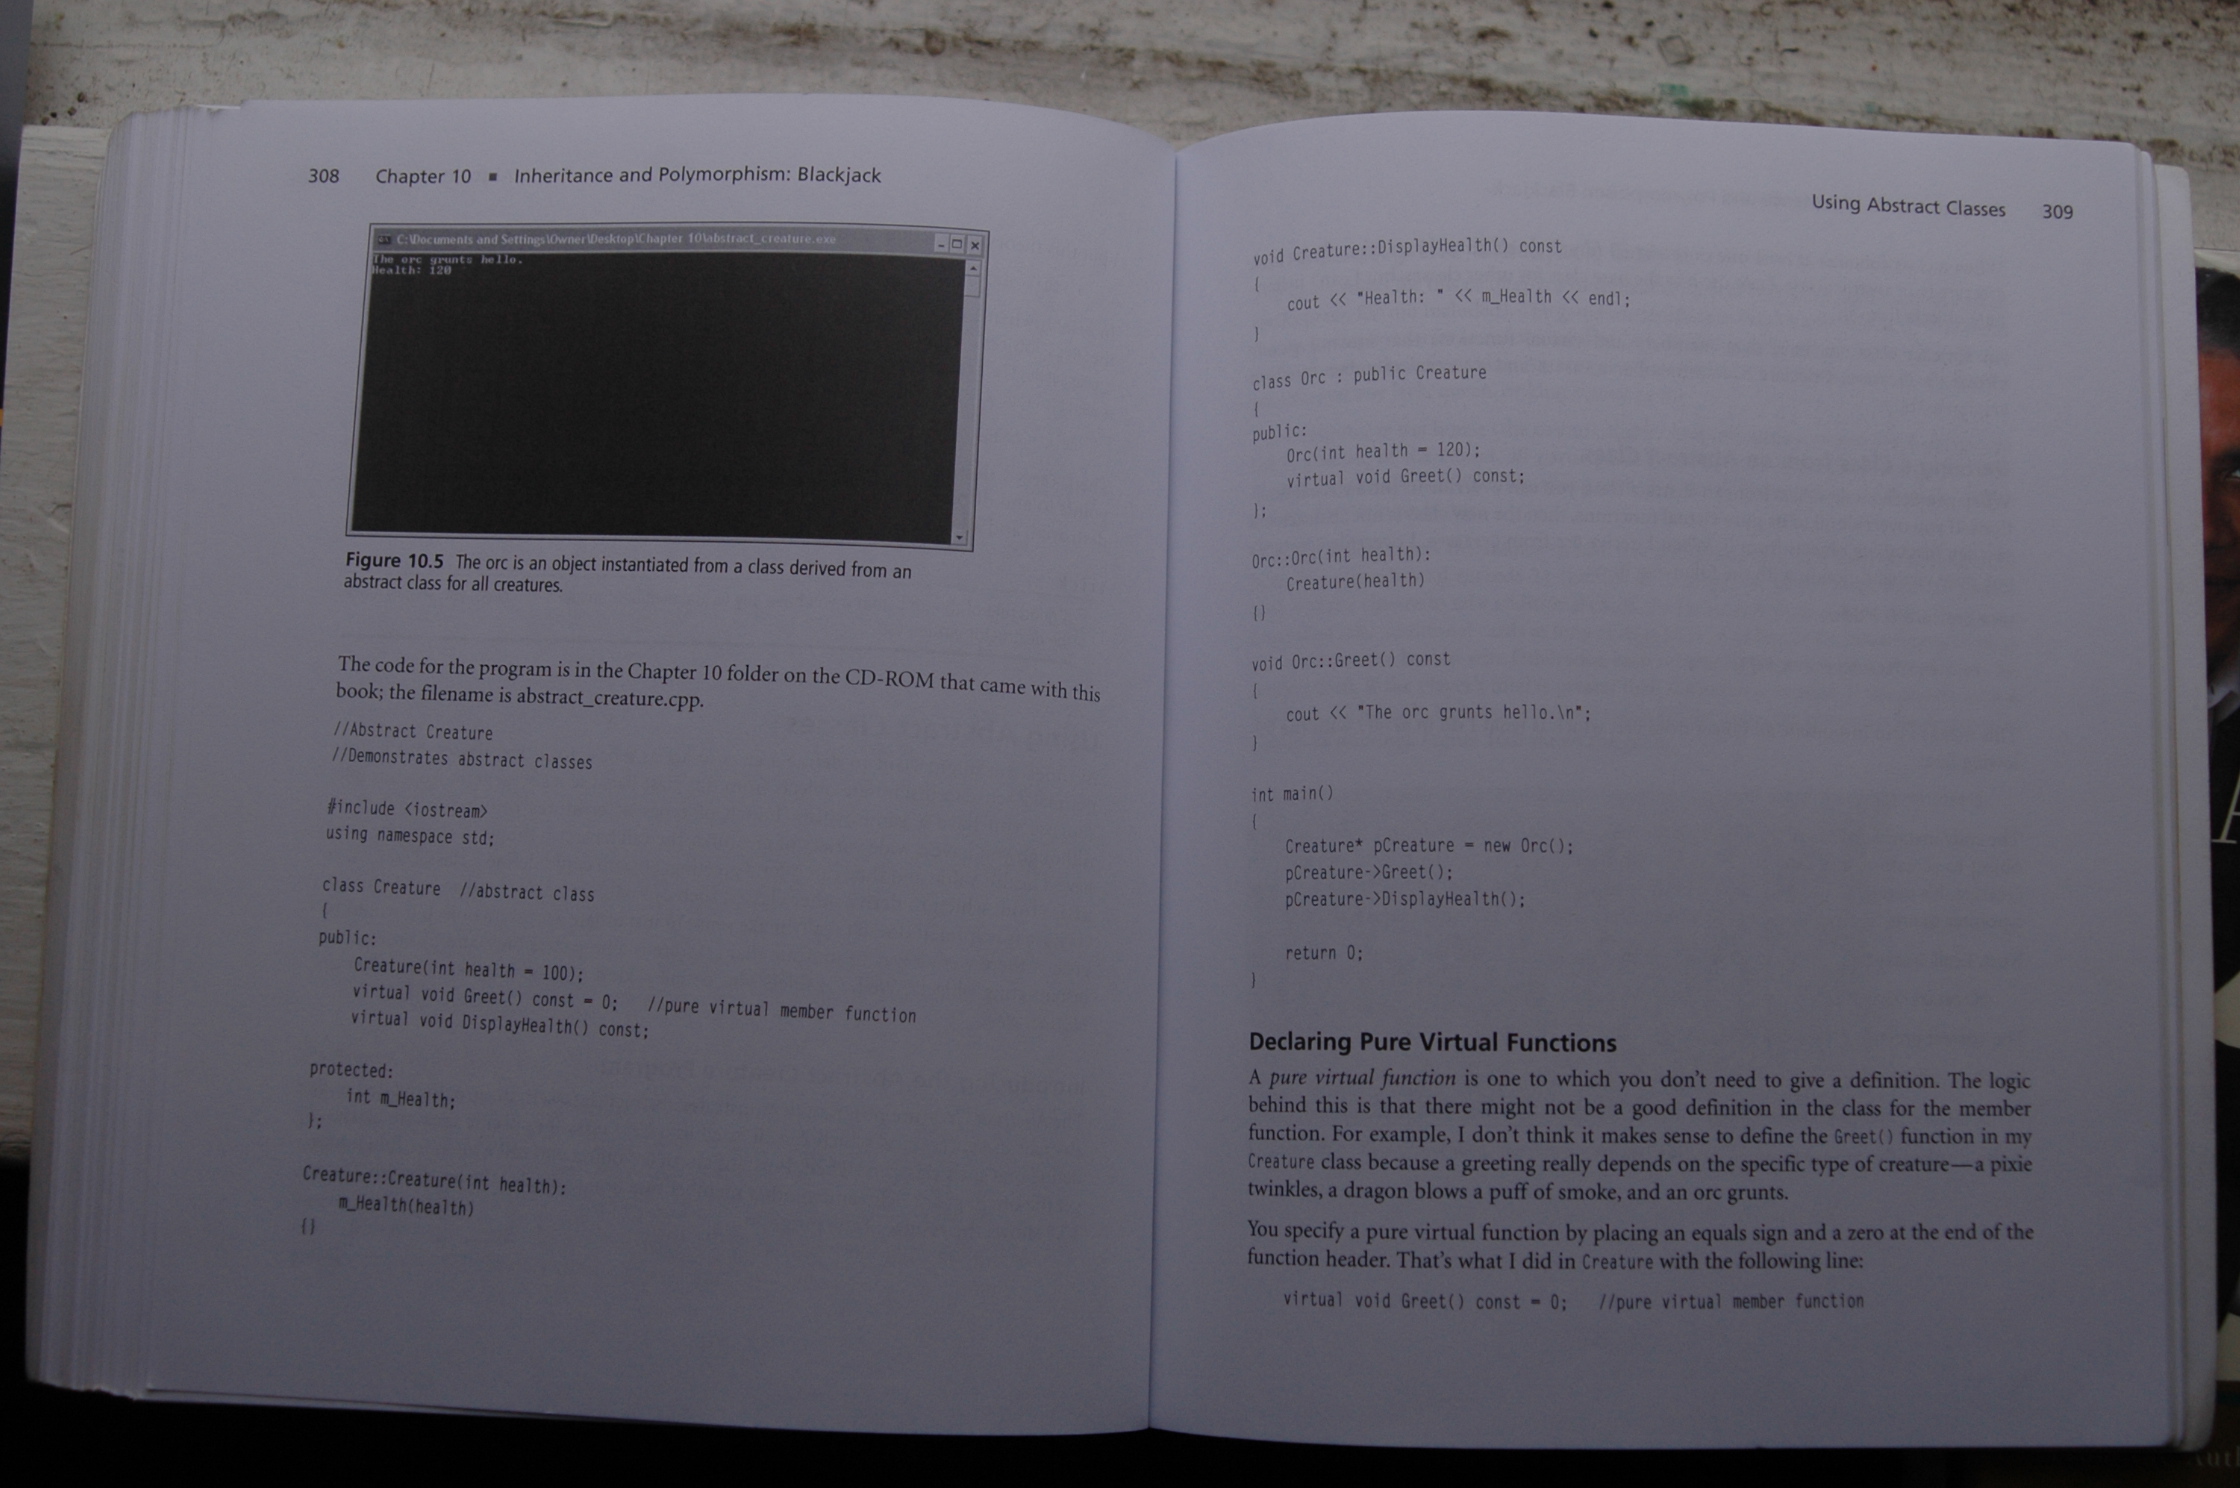 308 Chapter 10 ■ Inheritance and Polymorphism: Blackjack
C:\Documents and Settings\Owner\Desktop\Chapter 10\abstract_creature.exe
The orc grunts hello.
Health: 120
Figure 10.5 The orc is an object instantiated from a class derived from an
abstract class for all creatures.
The code for the program is in the Chapter 10 folder on the CD-ROM that came with this
book; the filename is abstract_creature.cpp.
//Abstract Creature
//Demonstrates abstract classes
#include <iostream>
using namespace std;
class Creature //abstract class
{
public:
Creature(int health = 100);
virtual void Greet() const = 0; //pure virtual member function
virtual void DisplayHealth() const;
protected:
int m_Health;
};
Creature::Creature(int health):
m_Health(health)
{}
Using Abstract Classes 309
void Creature::DisplayHealth() const
{
cout << "Health: " << m_Health << endl;
}
class Orc : public Creature
{
public:
Orc(int health = 120);
virtual void Greet() const;
};
Orc::Orc(int health):
Creature(health)
{}
void Orc::Greet() const
{
cout << "The orc grunts hello.\n";
}
int main()
{
Creature* pCreature = new Orc();
pCreature->Greet();
pCreature->DisplayHealth();
return 0;
}
Declaring Pure Virtual Functions
A pure virtual function is one to which you don't need to give a definition. The logic
behind this is that there might not be a good definition in the class for the member
function. For example, I don't think it makes sense to define the Greet() function in my
Creature class because a greeting really depends on the specific type of creature—a pixie
twinkles, a dragon blows a puff of smoke, and an orc grunts.
You specify a pure virtual function by placing an equals sign and a zero at the end of the
function header. That's what I did in Creature with the following line:
virtual void Greet() const = 0; //pure virtual member function